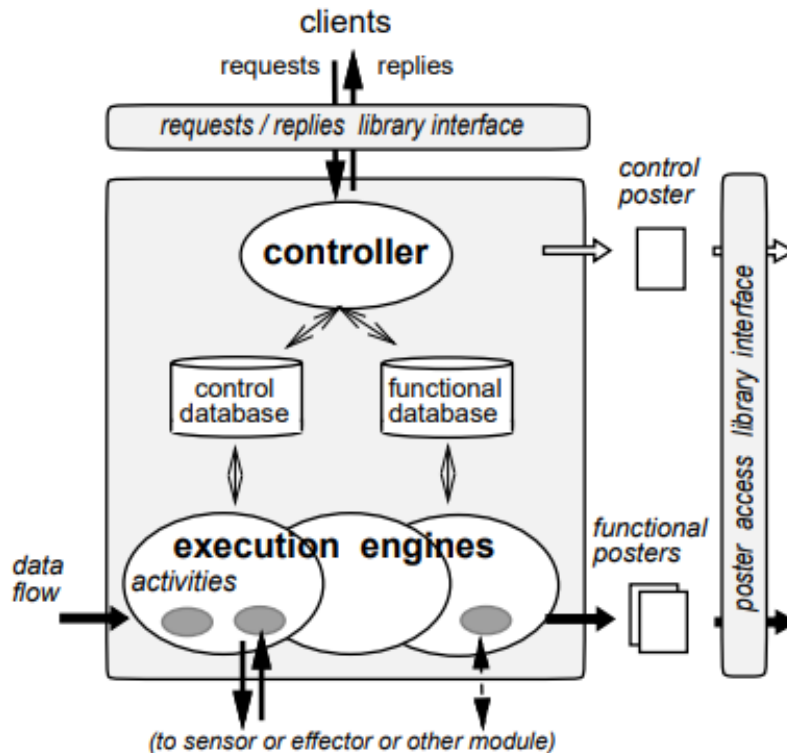 clients
requests replies
requests / replies library interface
control
poster
controller
control
database
functional
database
poster access library interface
execution engines
functional
posters
data
flow
activities
(to sensor or effector or other module)